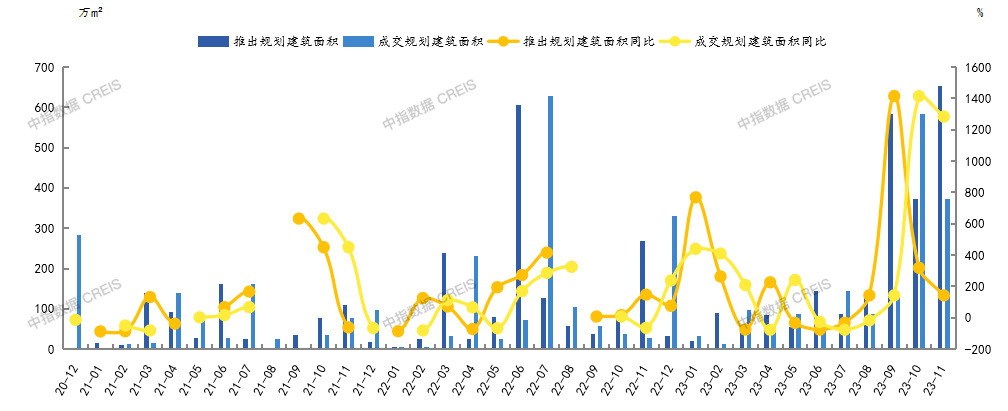 万m² %
推出规划建筑面积 成交规划建筑面积 推出规划建筑面积同比 成交规划建筑面积同比
700 1600
600 1400
500 1200
400 1000
300 800
200 600
100 400
0 200
0
-200
中指数据 CREIS 中指数据 CREIS 中指数据 CREIS
中指数据 CREIS 中指数据 CREIS 中指数据 CREIS
20-12 21-01 21-02 21-03 21-04 21-05 21-06 21-07 21-08 21-09 21-10 21-11 21-12 22-01 22-02 22-03 22-04 22-05 22-06 22-07 22-08 22-09 22-10 22-11 22-12 23-01 23-02 23-03 23-04 23-05 23-06 23-07 23-08 23-09 23-10 23-11